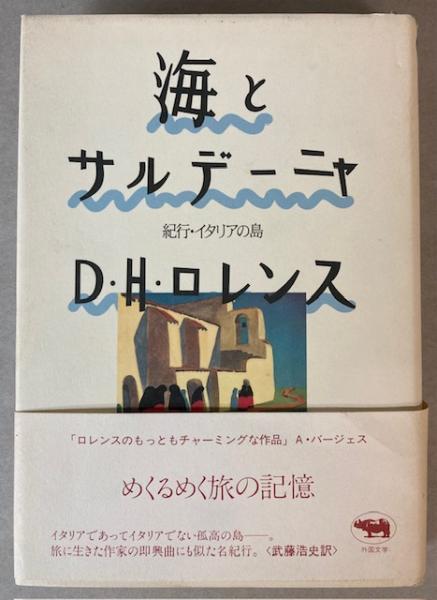 海と
サルデーニャ
紀行・イタリアの島
D・H・ロレンス
「ロレンスのもっともチャーミングな作品」A・バージェス
めくるめく旅の記憶
イタリアであってイタリアでない孤高の島――。
旅に生きた作家の即興曲にも似た名紀行。〈武藤浩史訳〉
外国文学